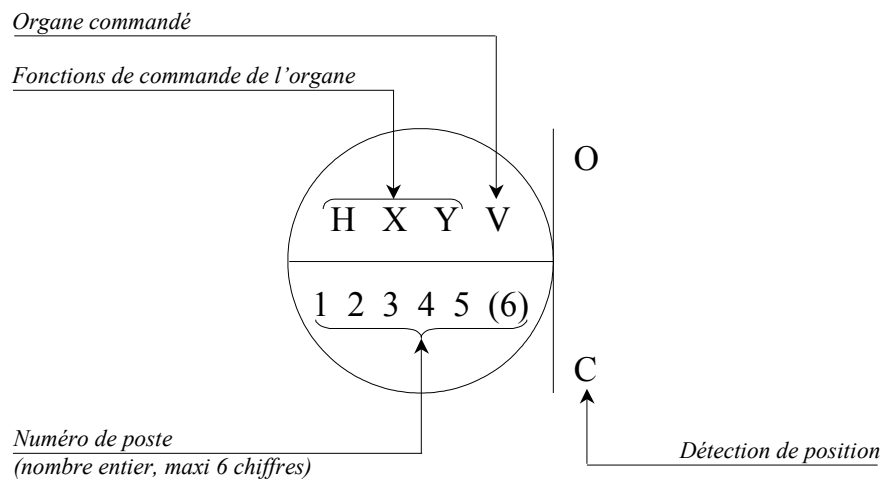 Organe commandé
Fonctions de commande de l’organe
O
H X Y V
1 2 3 4 5 (6)
C
Numéro de poste
(nombre entier, maxi 6 chiffres)
Détection de position